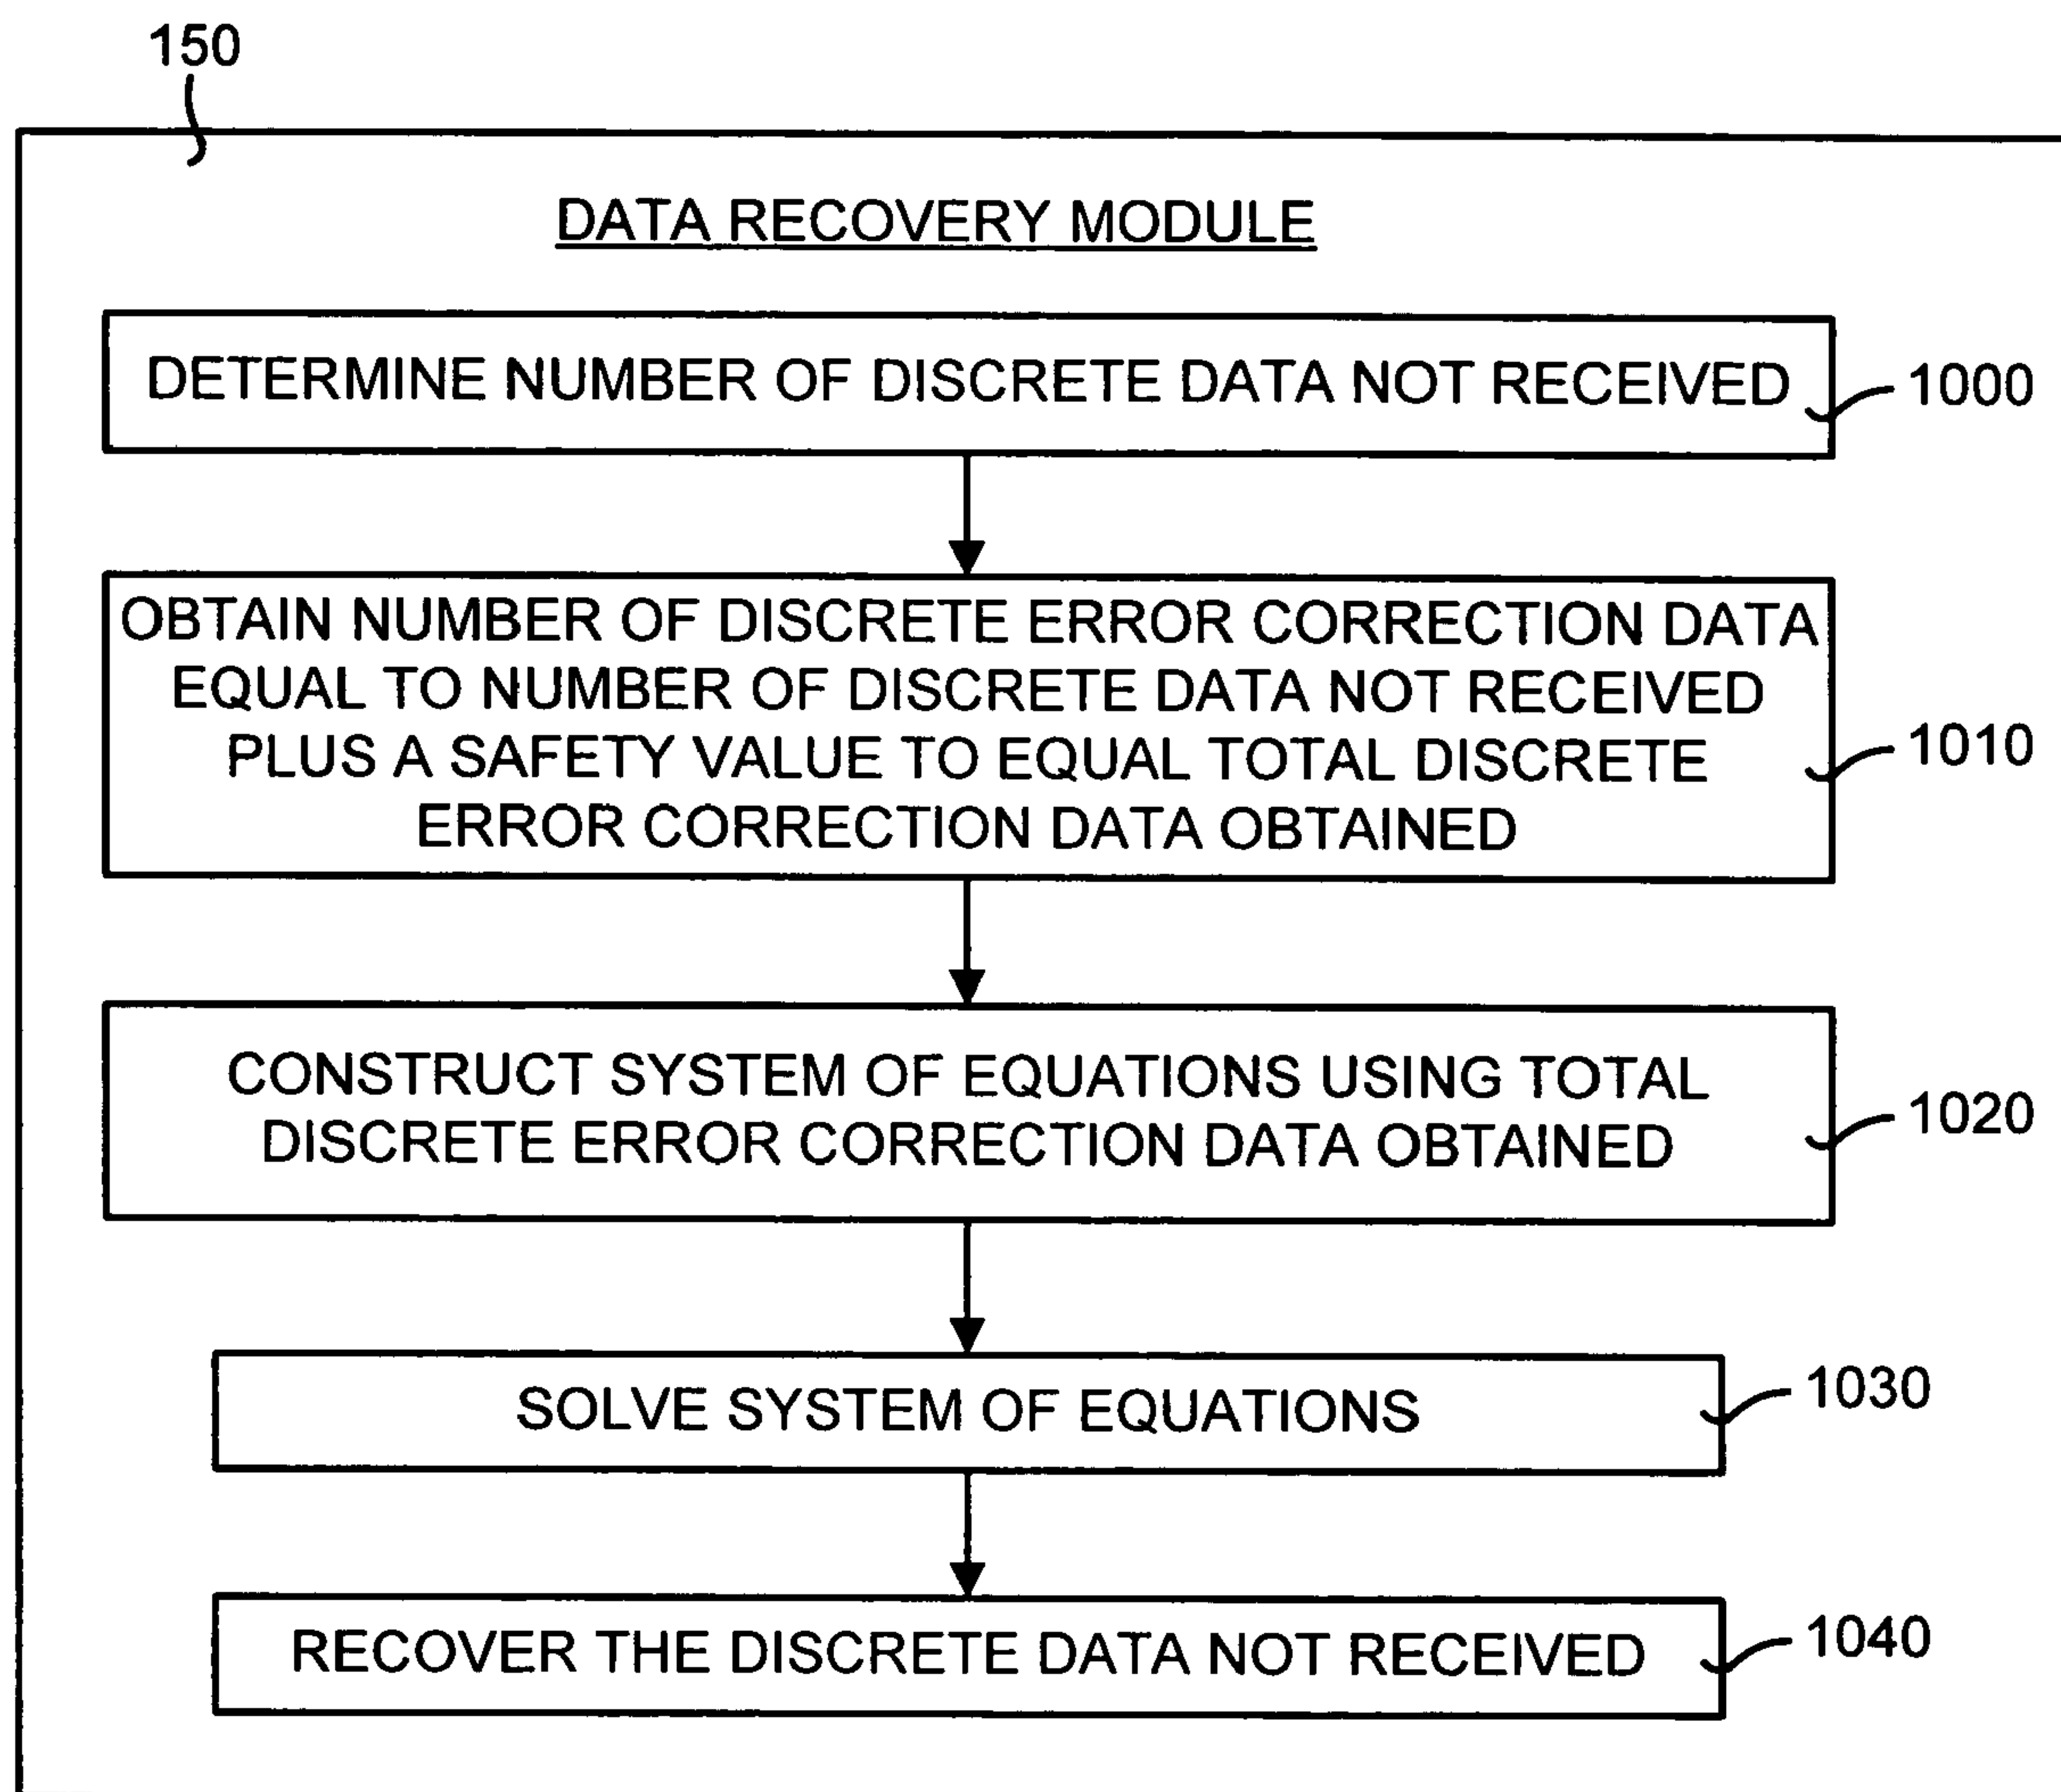 150
DATA RECOVERY MODULE
DETERMINE NUMBER OF DISCRETE DATA NOT RECEIVED
1000
OBTAIN NUMBER OF DISCRETE ERROR CORRECTION DATA
EQUAL TO NUMBER OF DISCRETE DATA NOT RECEIVED
PLUS A SAFETY VALUE TO EQUAL TOTAL DISCRETE
ERROR CORRECTION DATA OBTAINED
1010
CONSTRUCT SYSTEM OF EQUATIONS USING TOTAL
DISCRETE ERROR CORRECTION DATA OBTAINED
1020
SOLVE SYSTEM OF EQUATIONS
1030
RECOVER THE DISCRETE DATA NOT RECEIVED
1040